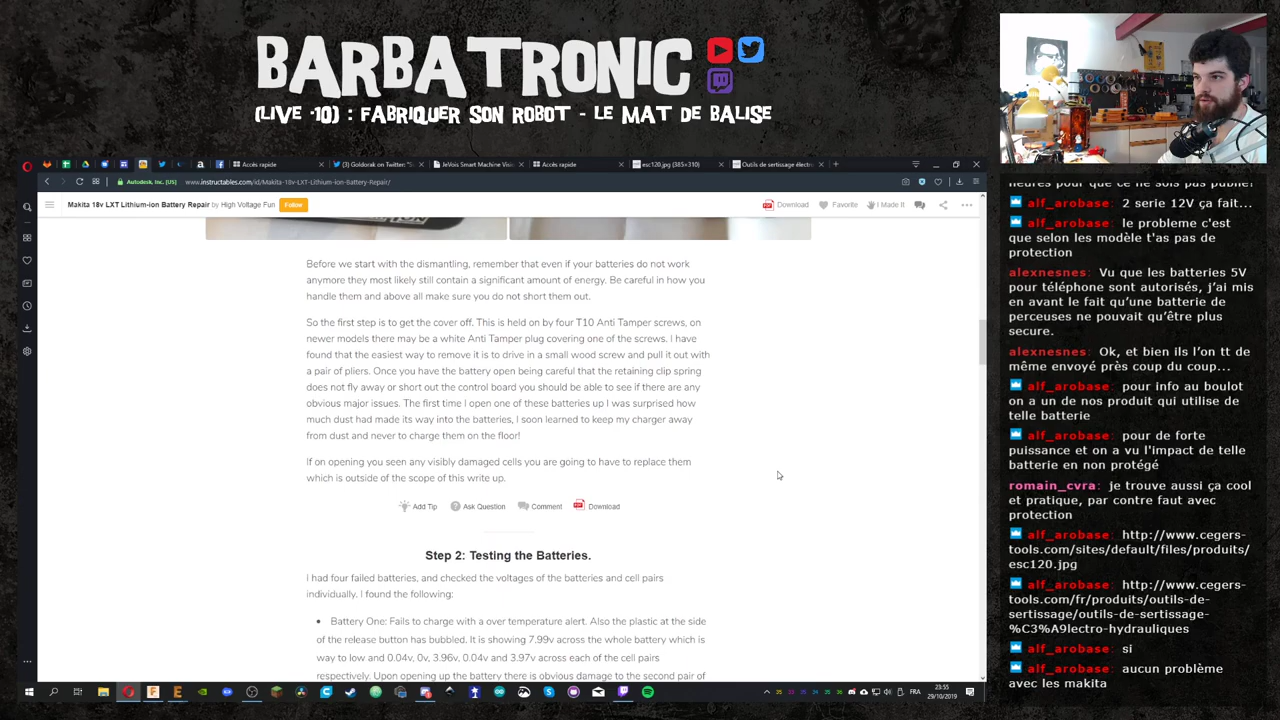 BARBATRONIC
(LIVE #10) : FABRIQUER SON ROBOT - LE MAT DE BALISE
Accès rapide
(3) Goldorak on Twitter: "S
JeVois Smart Machine Vis
Accès rapide
esc120.jpg (385×310)
Outils de sertissage électr
Autodesk, Inc. [US]
www.instructables.com/id/Makita-18v-LXT-Lithium-ion-Battery-Repair/
Makita 18v LXT Lithium-ion Battery Repair by High Voltage Fun
Follow
Download
Favorite
I Made It
Before we start with the dismantling, remember that even if your batteries do not work
anymore they most likely still contain a significant amount of energy. Be careful in how you
handle them and above all make sure you do not short them out.
So the first step is to get the cover off. This is held on by four T10 Anti Tamper screws, on
newer models there may be a white Anti Tamper plug covering one of the screws. I have
found that the easiest way to remove it is to drive in a small wood screw and pull it out with
a pair of pliers. Once you have the battery open being careful that the retaining clip spring
does not fly away or short out the control board you should be able to see if there are any
obvious major issues. The first time I open one of these batteries up I was surprised how
much dust had made its way into the batteries, I soon learned to keep my charger away
from dust and never to charge them on the floor!
If on opening you seen any visibly damaged cells you are going to have to replace them
which is outside of the scope of this write up.
Add Tip
Ask Question
Comment
Download
Step 2: Testing the Batteries.
I had four failed batteries, and checked the voltages of the batteries and cell pairs
individually. I found the following:
Battery One: Fails to charge with a over temperature alert. Also the plastic at the side
of the release button has bubbled. It is showing 7.99v across the whole battery which is
way to low and 0.04v, 0v, 3.96v, 0.04v and 3.97v across each of the cell pairs
respectively. Upon opening up the battery there is obvious damage to the second pair of
heures pour que ce ne sois pas publié!
alf_arobase: 2 serie 12V ça fait...
alf_arobase: le probleme c'est
que selon les modèle t'as pas de
protection
alexnesnes: Vu que les batteries 5V
pour téléphone sont autorisés, j'ai mis
en avant le fait qu'une batterie de
perceuses ne pouvait qu'être plus
secure.
alexnesnes: Ok, et bien ils l'on tt de
même envoyé près coup du coup...
alf_arobase: pour info au boulot
on a un de nos produit qui utilise de
telle batterie
alf_arobase: pour de forte
puissance et on a vu l'impact de telle
batterie en non protégé
romain_cvra: je trouve aussi ça cool
et pratique, par contre faut avec
protection
alf_arobase: http://www.cegers-
tools.com/sites/default/files/produits/
esc120.jpg
alf_arobase: http://www.cegers-
tools.com/fr/produits/outils-de-
sertissage/outils-de-sertissage-
%C3%A9lectro-hydrauliques
alf_arobase: si
alf_arobase: aucun problème
avec les makita
FRA
23:55
29/10/2019